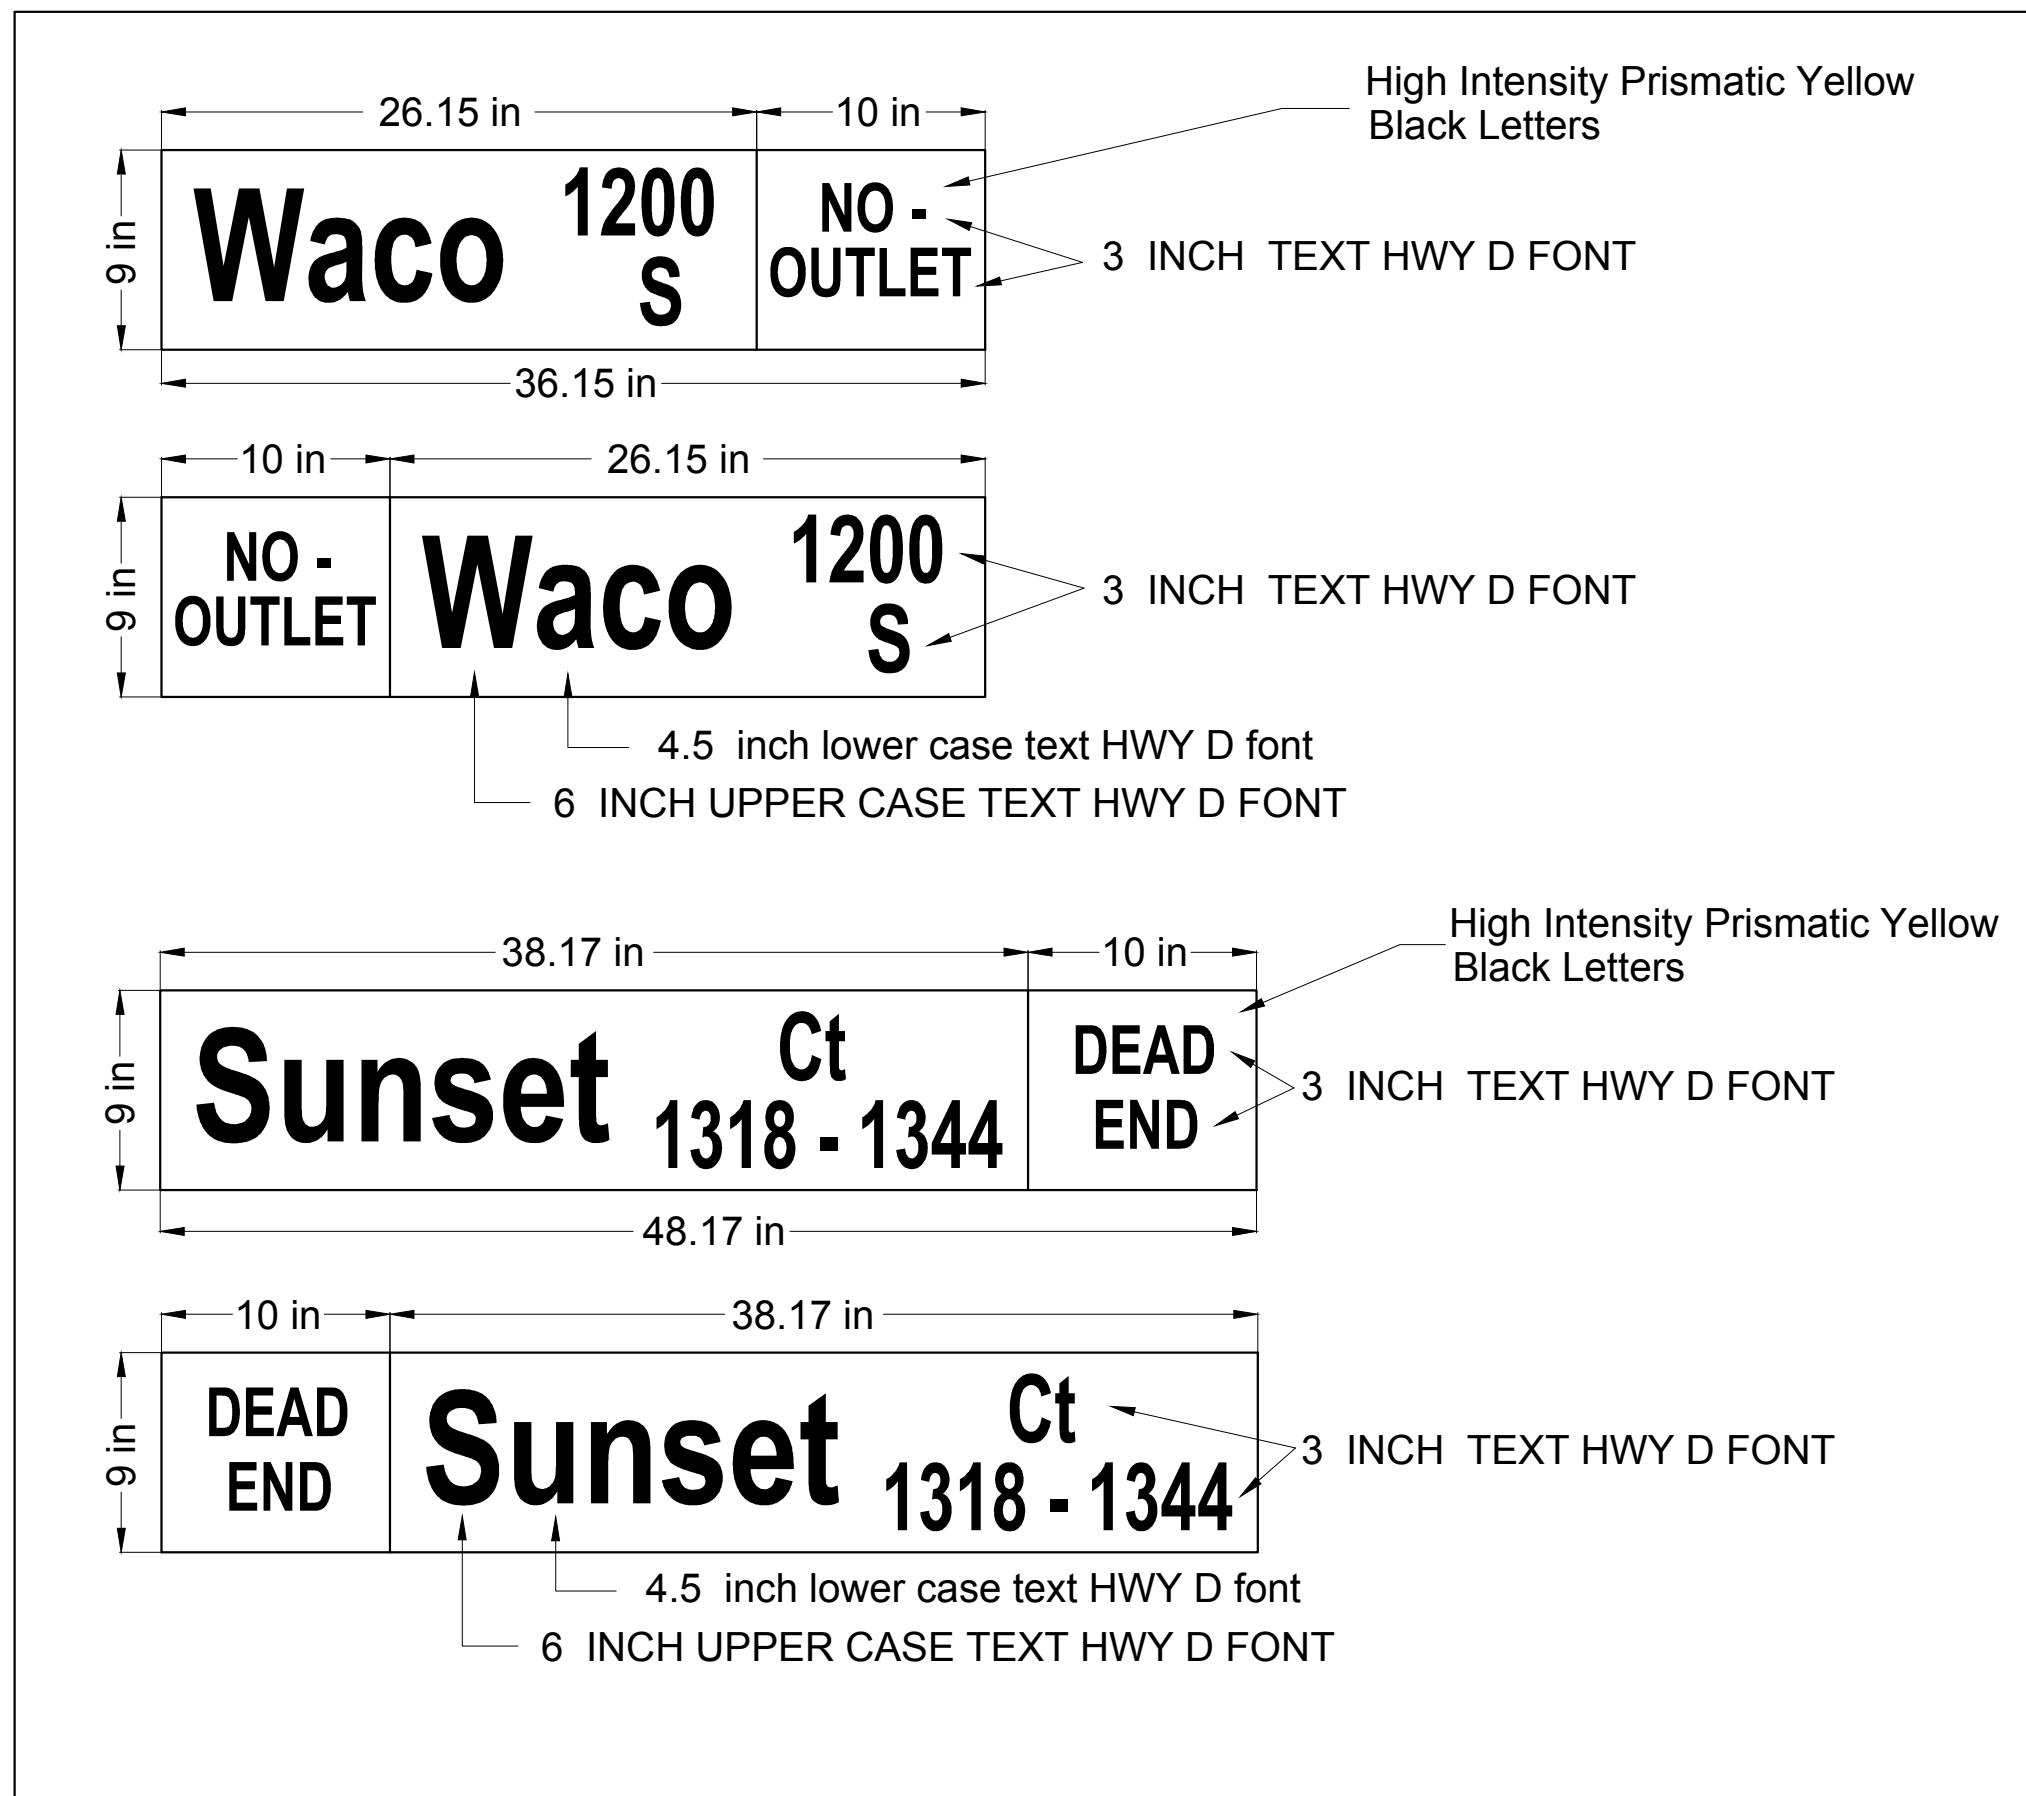 High Intensity Prismatic Yellow
Black Letters
26.15 in
10 in
9 in
Waco
1200
S
NO -
OUTLET
3 INCH TEXT HWY D FONT
36.15 in
10 in
26.15 in
9 in
NO -
OUTLET
Waco
1200
S
3 INCH TEXT HWY D FONT
4.5 inch lower case text HWY D font
6 INCH UPPER CASE TEXT HWY D FONT
High Intensity Prismatic Yellow
Black Letters
38.17 in
10 in
9 in
Sunset
Ct
1318 - 1344
DEAD
END
3 INCH TEXT HWY D FONT
48.17 in
10 in
38.17 in
9 in
DEAD
END
Sunset
Ct
1318 - 1344
3 INCH TEXT HWY D FONT
4.5 inch lower case text HWY D font
6 INCH UPPER CASE TEXT HWY D FONT